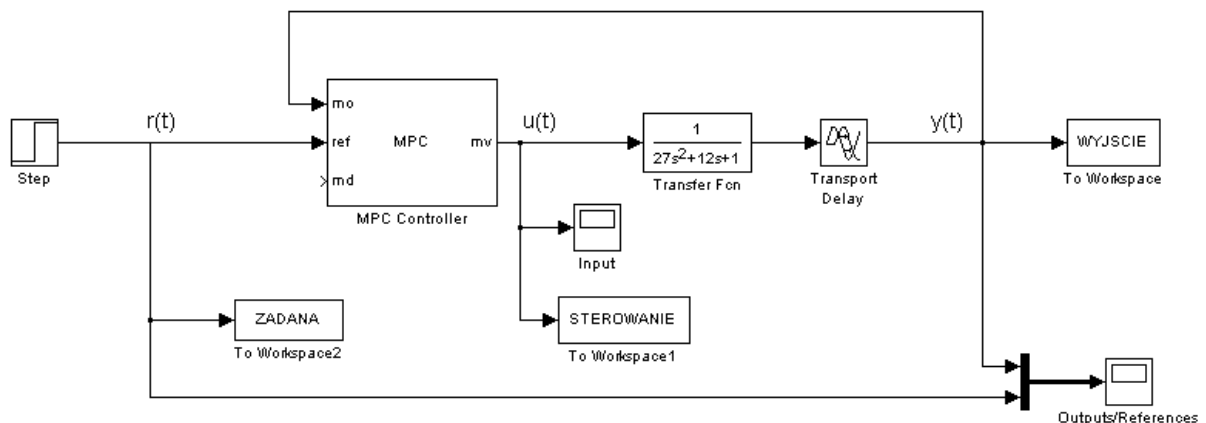 r(t)
Step
mo
ref
md
MPC
mv
MPC Controller
u(t)
1
27s²+12s+1
Transfer Fcn
Transport
Delay
y(t)
WYJSCIE
To Workspace
Input
ZADANA
To Workspace2
STEROWANIE
To Workspace1
Outputs/References